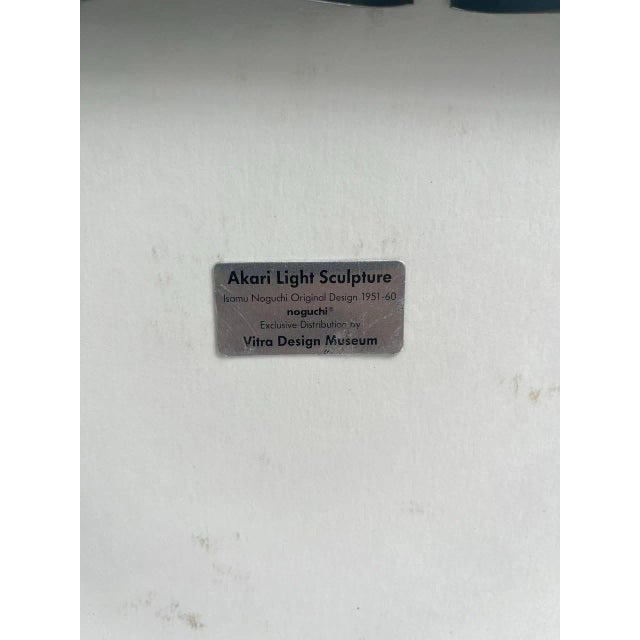 Akari Light Sculpture
Isamu Noguchi Original Design 1951-60
noguchi®
Exclusive Distribution by
Vitra Design Museum